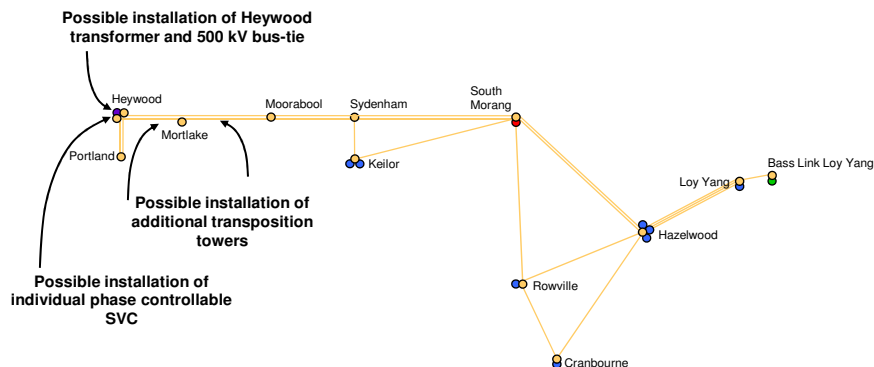 Possible installation of Heywood
transformer and 500 kV bus-tie
Heywood
Moorabool
Sydenham
South
Morang
Mortlake
Portland
Keilor
Bass Link Loy Yang
Loy Yang
Possible installation of
additional transposition
towers
Hazelwood
Possible installation of
individual phase controllable
SVC
Rowville
Cranbourne